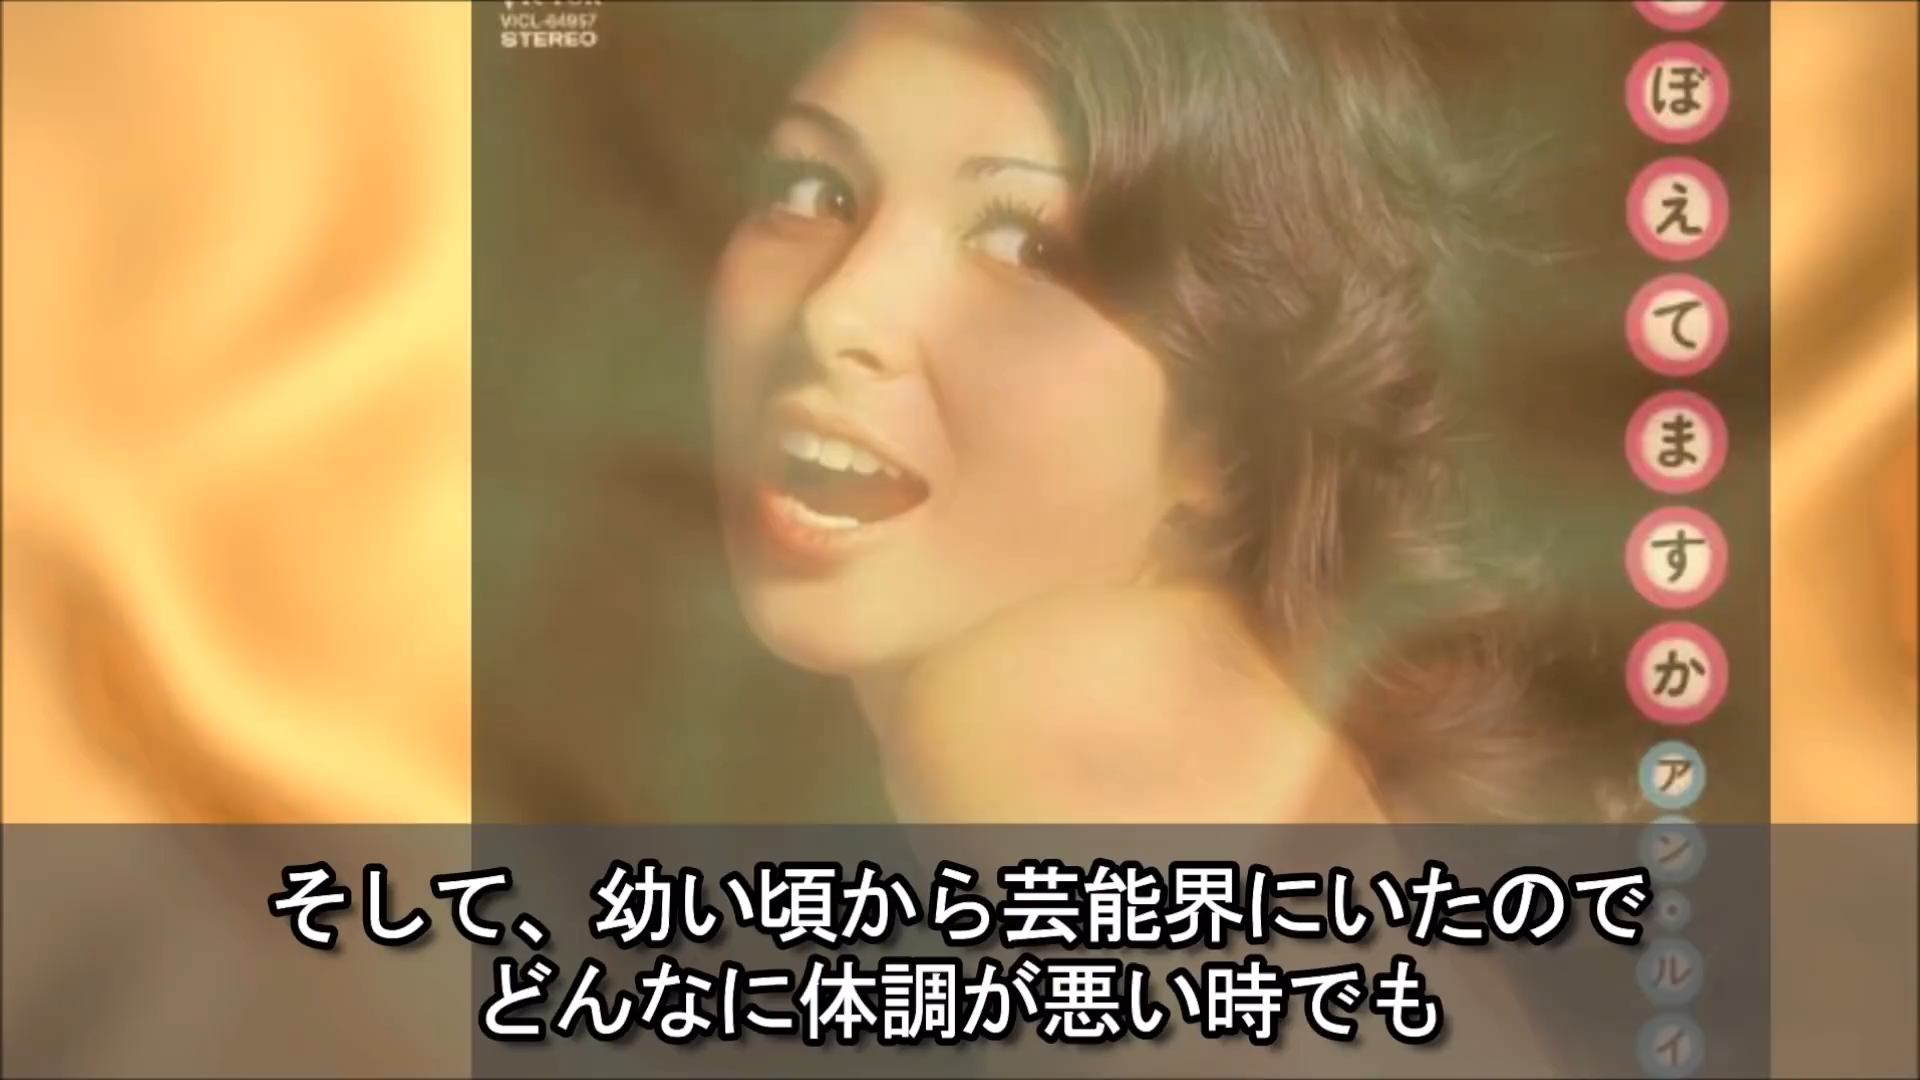 VICL-64957
STEREO
ぼえてますか
アン・ルイ
そして、幼い頃から芸能界にいたので
どんなに体調が悪い時でも